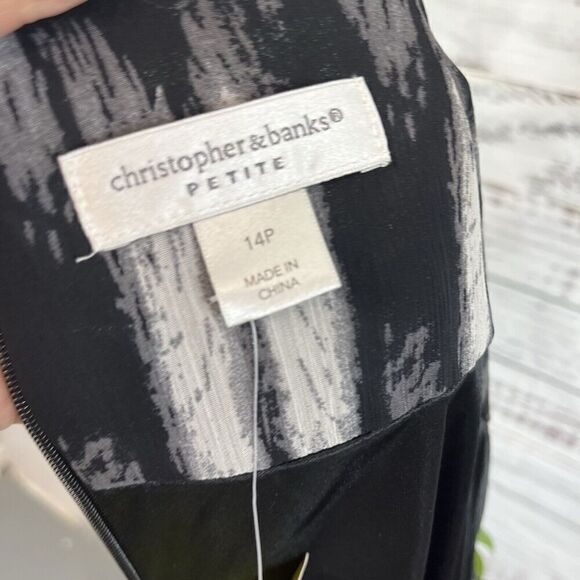 christopher&banks®
PETITE
14P
MADE IN
CHINA